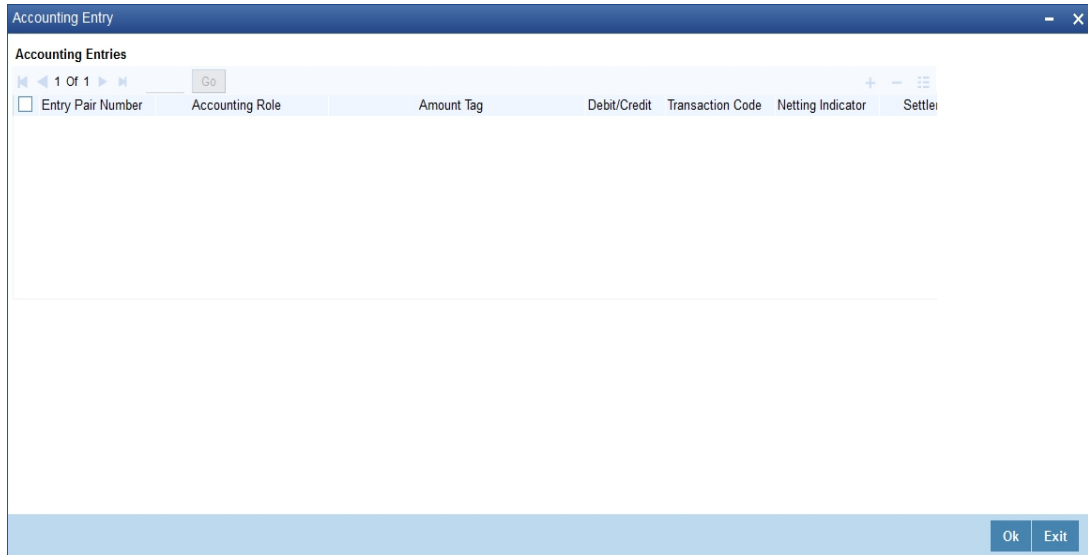 Accounting Entry
Accounting Entries
1 Of 1 Go
Entry Pair Number Accounting Role Amount Tag Debit/Credit Transaction Code Netting Indicator Settler
Ok Exit